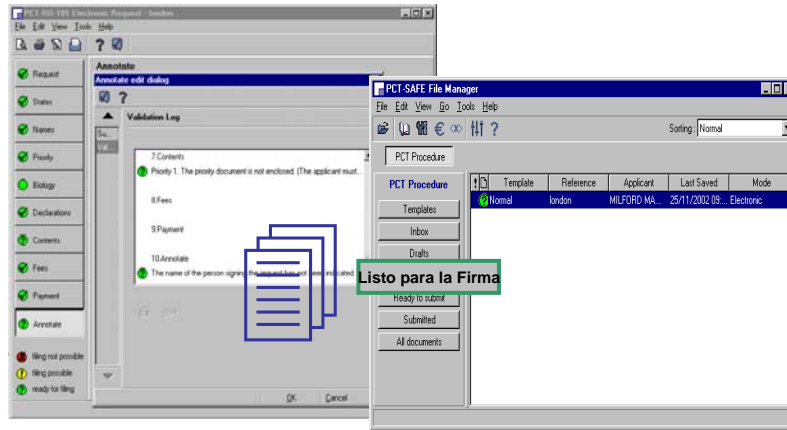 PCT-RO-101 Electronic Request - london
File Edit View Tools Help
Annotate
Annotate edit dialog
Request
States
Names
Priority
Biology
Declarations
Contents
Fees
Payment
Annotate
filing not possible
filing possible
ready for filing
Validation Log
Su...
Val...
7.Contents
Priority 1. The priority document is not enclosed. (The applicant must...
8.Fees
9.Payment
10.Annotate
The name of the person signing the request has not been indicated.
OK Cancel
PCT-SAFE File Manager
File Edit View Go Tools Help
Sorting: Normal
PCT Procedure
PCT Procedure
Templates
Inbox
Drafts
Listo para la Firma
Ready to submit
Submitted
All documents
! Template Reference Applicant Last Saved Mode
Normal london MILFORD MA... 25/11/2002 09:... Electronic